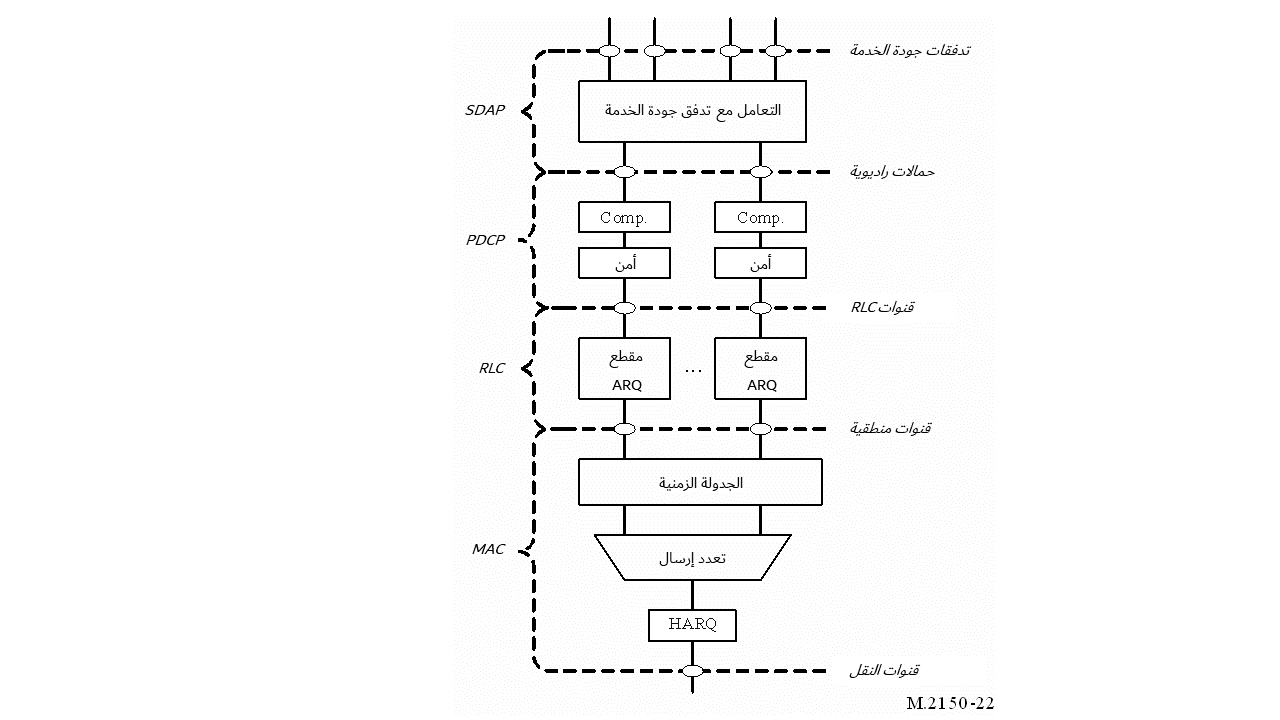 تدفقات جودة الخدمة
SDAP
التعامل مع تدفق جودة الخدمة
حمالات راديوية
Comp.
Comp.
PDCP
أمن
أمن
قنوات RLC
RLC
مقطع
ARQ
...
مقطع
ARQ
قنوات منطقية
الجدولة الزمنية
MAC
تعدد إرسال
HARQ
قنوات النقل
M.2150-22